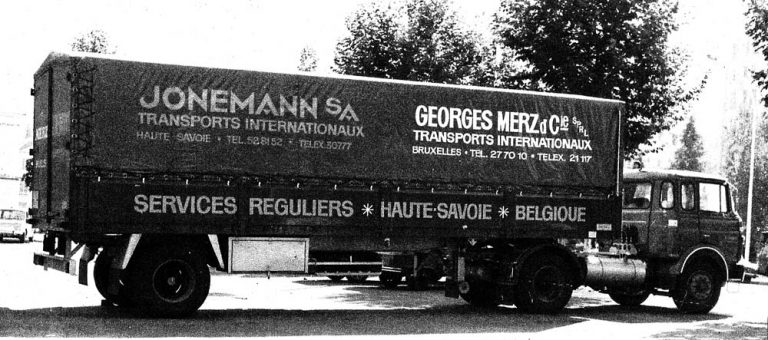 JONEMANN SA
TRANSPORTS INTERNATIONAUX
HAUTE-SAVOIE • TEL. 52 81 52 • TELEX. 30777
GEORGES MERZ & Cie SPRL
TRANSPORTS INTERNATIONAUX
BRUXELLES • TEL. 27 70 10 • TELEX. 21 117
SERVICES REGULIERS * HAUTE-SAVOIE * BELGIQUE